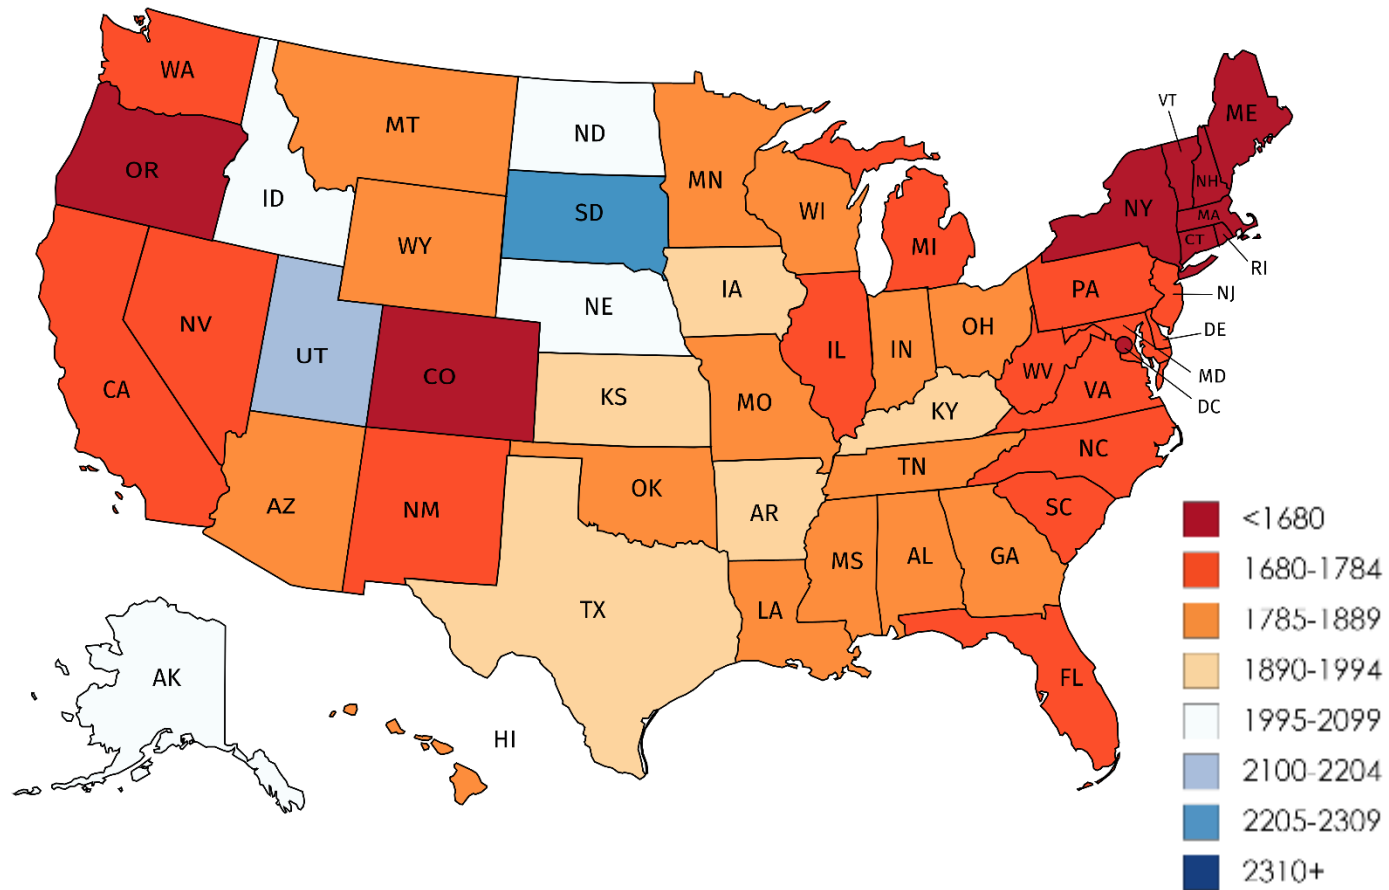 WA
VT
ME
MT
ND
OR
MN
ID
NH
SD
WI
NY
MA
WY
MI
CT
RI
IA
PA
NE
NJ
NV
OH
UT
IL
IN
DE
CO
WV
MD
CA
KS
VA
MO
KY
DC
NC
TN
OK
AZ
NM
AR
SC
<1680
MS
AL
GA
1680-1784
TX
LA
1785-1889
AK
FL
1890-1994
HI
1995-2099
2100-2204
2205-2309
2310+